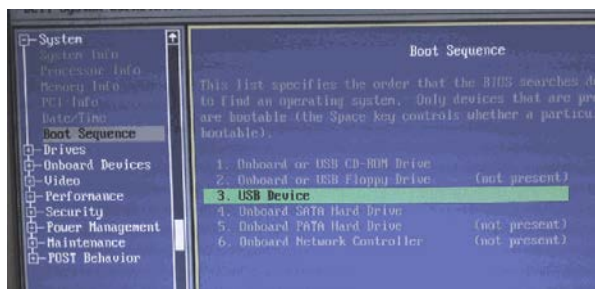 System
System Info
Processor Info
Memory Info
PCI Info
Date/Time
Boot Sequence
Drives
Onboard Devices
Video
Performance
Security
Power Management
Maintenance
POST Behavior
Boot Sequence
This list specifies the order that the BIOS searches
to find an operating system. Only devices that are
are bootable (the Space key controls whether a
bootable).
1. Onboard or USB CD-ROM Drive
2. Onboard or USB Floppy Drive (not present)
3. USB Device
4. Onboard SATA Hard Drive
5. Onboard PATA Hard Drive (not present)
6. Onboard Network Controller (not present)